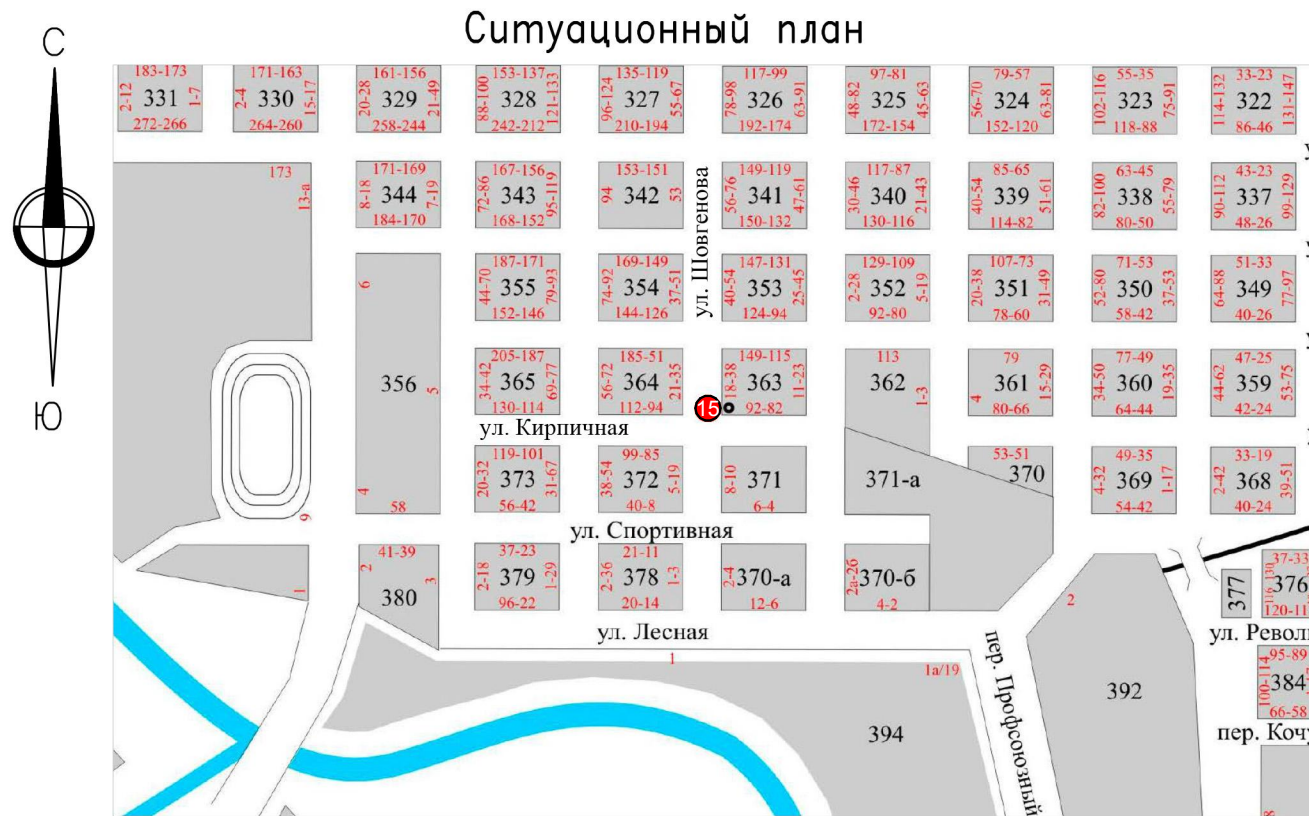 Ситуационный план
С
Ю
183-173
2-12 331 1-7
272-266
171-163
2-4 330 15-17
264-260
161-156
20-28 329 21-49
258-244
153-137
88-100 328 121-133
242-212
135-119
96-124 327 55-67
210-194
117-99
78-98 326 63-91
192-174
97-81
48-82 325 45-63
172-154
79-57
56-70 324 63-81
152-120
55-35
102-116 323 75-91
118-88
33-23
114-132 322 131-147
86-46
173
13-а
171-169
8-18 344 7-19
184-170
167-156
72-86 343 95-119
168-152
153-151
94 342 53
ул. Шовгенова
149-119
56-76 341 47-61
150-132
117-87
30-46 340 21-43
130-116
85-65
40-54 339 51-61
114-82
63-45
82-100 338 55-79
80-50
43-23
90-112 337 99-129
48-26
6
356
5
4
58
187-171
44-70 355 79-93
152-146
169-149
74-92 354 37-51
144-126
147-131
40-54 353 25-45
124-94
129-109
2-28 352 5-19
92-80
107-73
20-38 351 31-49
78-60
71-53
52-80 350 37-53
58-42
51-33
64-88 349 77-97
40-26
205-187
34-42 365 69-77
130-114
185-51
56-72 364 21-35
112-94
149-115
18-38 363 11-23
92-82
15
113
362
1-3
79
361 15-29
4
80-66
77-49
34-50 360 19-35
64-44
47-25
44-62 359 53-75
42-24
ул. Кирпичная
119-101
20-32 373 31-67
56-42
99-85
38-54 372 5-19
40-8
8-10 371
6-4
371-а
53-51
370
49-35
4-32 369 1-17
54-42
33-19
2-42 368 39-51
40-24
9
ул. Спортивная
1
41-39
2
3
380
37-23
2-18 379 1-29
96-22
21-11
2-36 378 1-3
20-14
2-4 370-а
12-6
2а-26 370-б
4-2
2
392
377
37-33
130
116
376
120-11
ул. Лесная
ул. Револ
1
1а/19
394
пер. Профсоюзный
95-89
100-114 384
66-58
пер. Коч
8